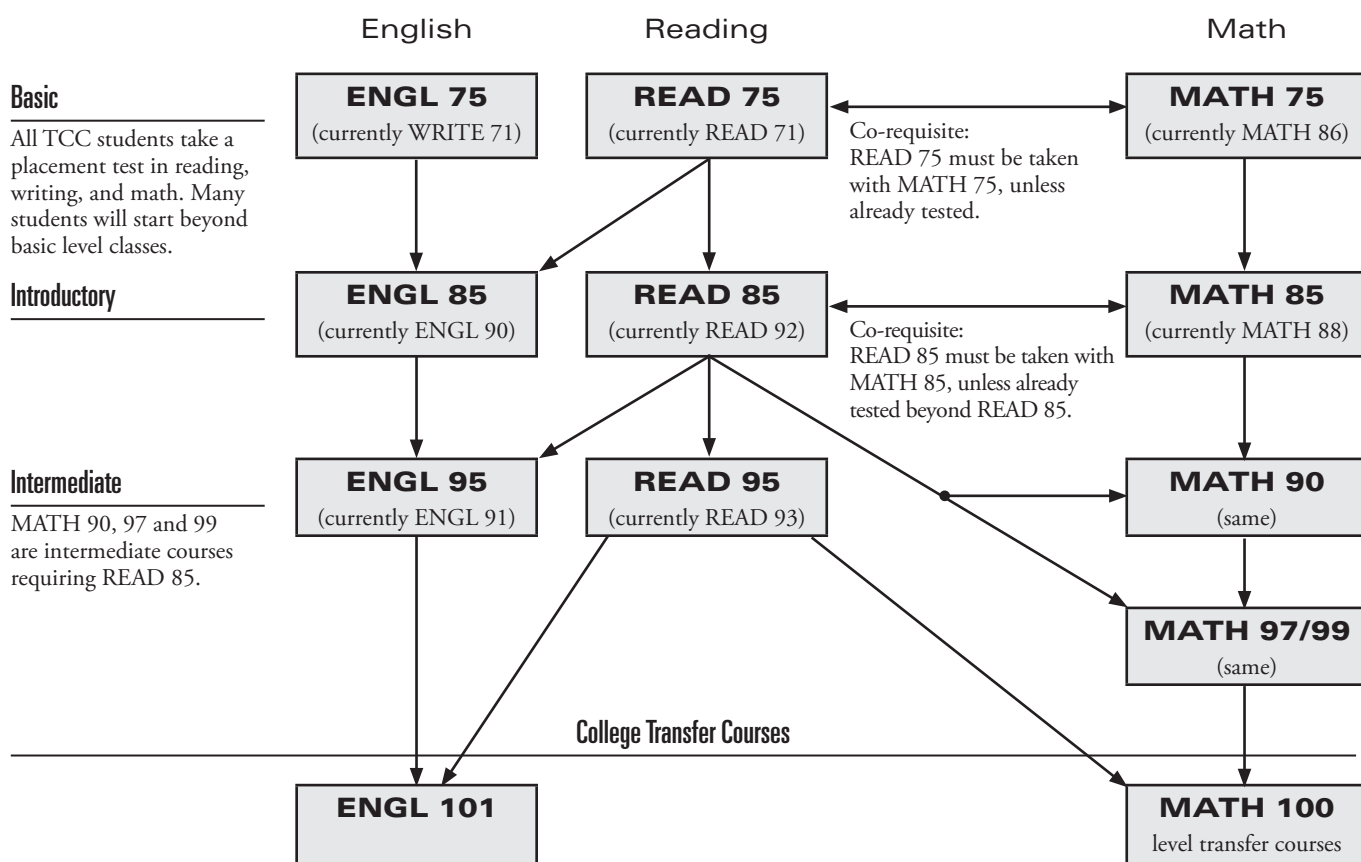 English
Reading
Math
Basic
All TCC students take a
placement test in reading,
writing, and math. Many
students will start beyond
basic level classes.
ENGL 75
(currently WRITE 71)
READ 75
(currently READ 71)
Co-requisite:
READ 75 must be taken
with MATH 75, unless
already tested.
MATH 75
(currently MATH 86)
Introductory
ENGL 85
(currently ENGL 90)
READ 85
(currently READ 92)
Co-requisite:
READ 85 must be taken with
MATH 85, unless already
tested beyond READ 85.
MATH 85
(currently MATH 88)
Intermediate
MATH 90, 97 and 99
are intermediate courses
requiring READ 85.
ENGL 95
(currently ENGL 91)
READ 95
(currently READ 93)
MATH 90
(same)
MATH 97/99
(same)
College Transfer Courses
ENGL 101
MATH 100
level transfer courses